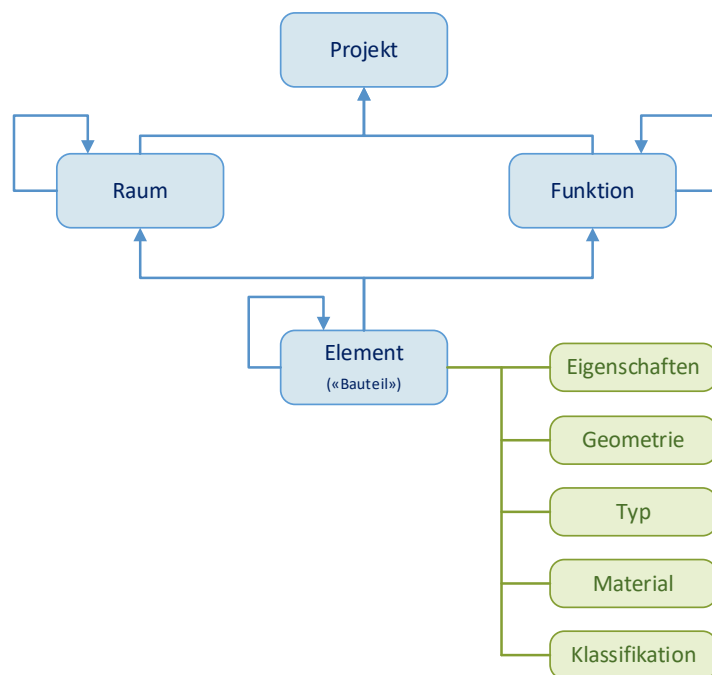 Projekt
Raum
Funktion
Element
(«Bauteil»)
Eigenschaften
Geometrie
Typ
Material
Klassifikation